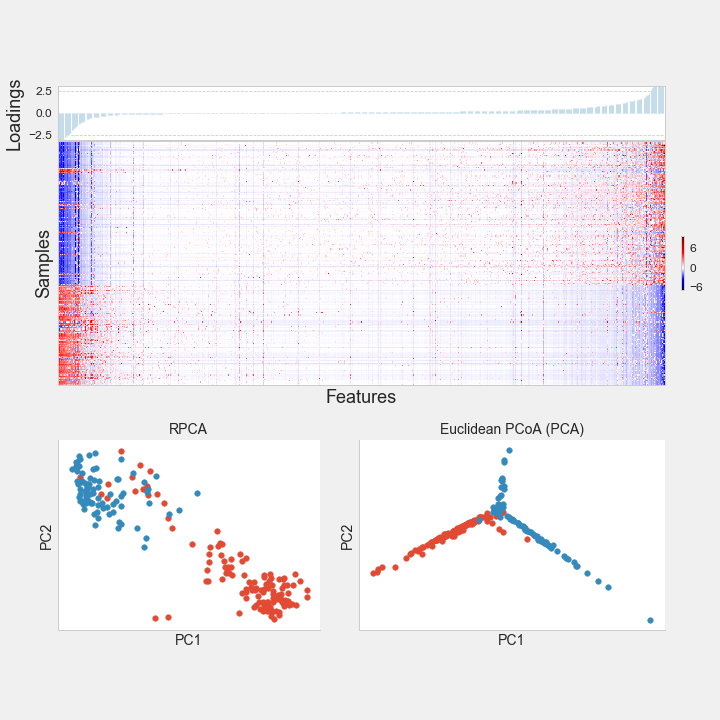 Loadings
2.5
0.0
−2.5
Samples
6
0
−6
Features
RPCA
Euclidean PCoA (PCA)
PC2
PC2
PC1
PC1